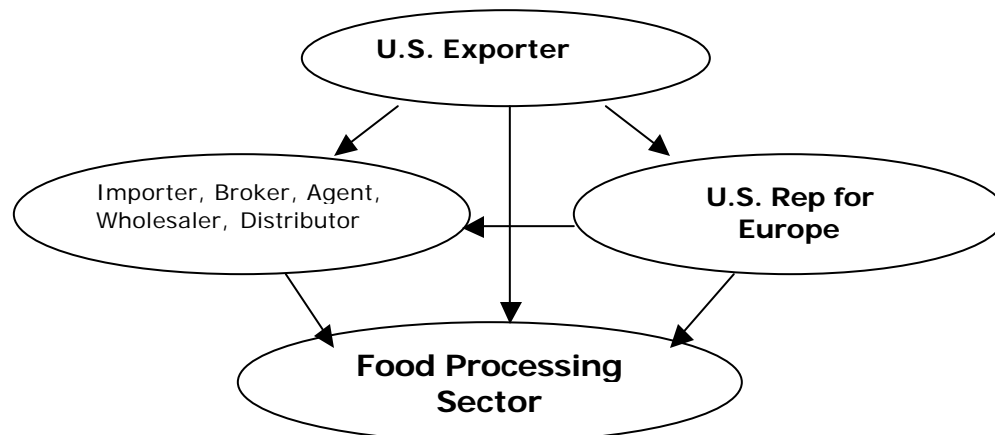 U.S. Exporter
Importer, Broker, Agent,
Wholesaler, Distributor
U.S. Rep for
Europe
Food Processing
Sector